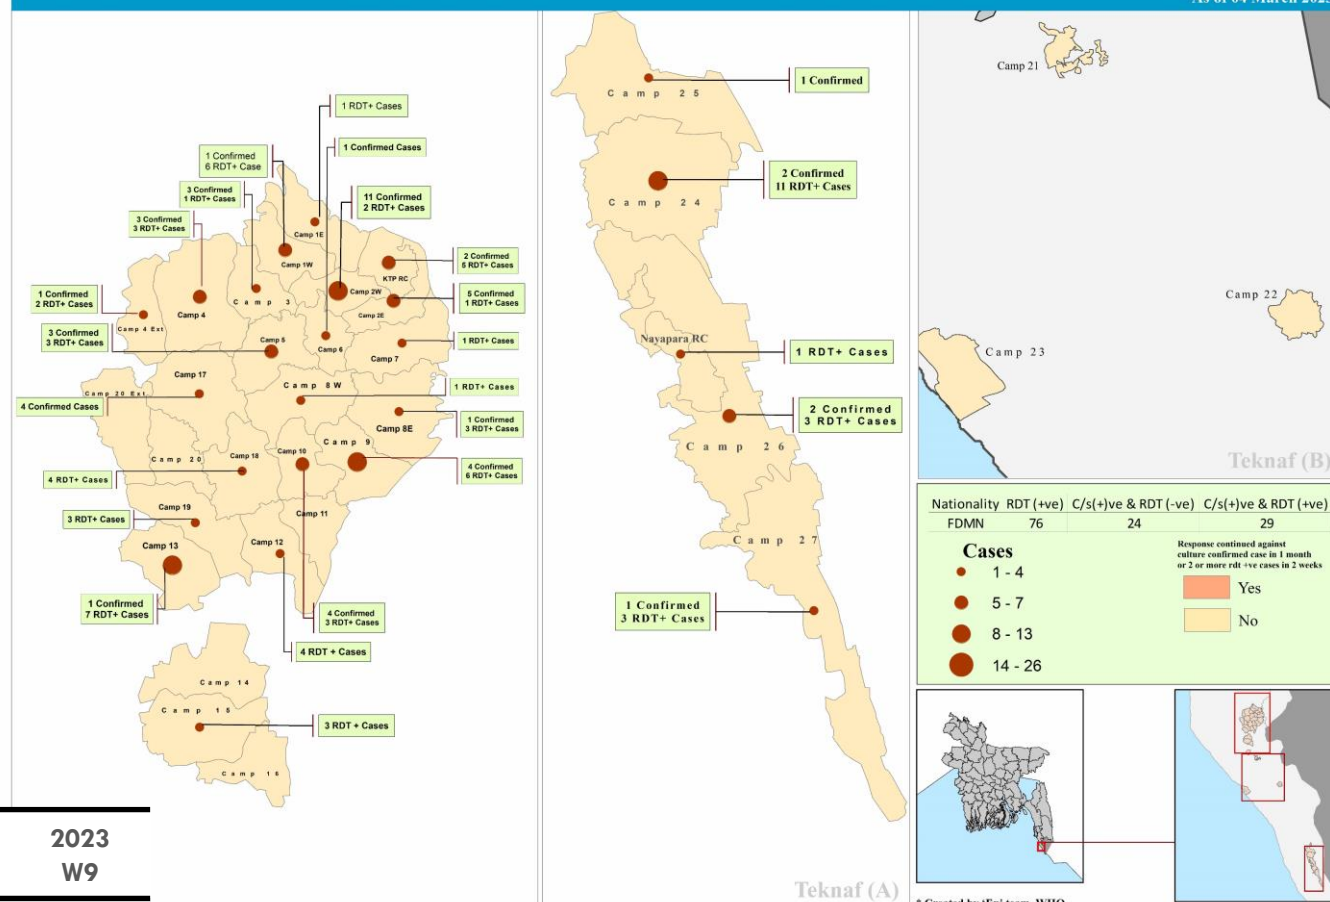 As of 04 March 2023
1 RDT+ Cases
1 Confirmed Cases
1 Confirmed
6 RDT+ Case
3 Confirmed
1 RDT+ Cases
11 Confirmed
2 RDT+ Cases
3 Confirmed
3 RDT+ Cases
Camp 1E
2 Confirmed
5 RDT+ Cases
Camp 1W
KTP RC
1 Confirmed
2 RDT+ Cases
Camp 3
Camp 2W
5 Confirmed
1 RDT+ Cases
Camp 4
Camp 2E
Camp 4 Ext
3 Confirmed
3 RDT+ Cases
Camp 5
Camp 6
1 RDT+ Cases
Camp 7
Camp 17
Camp 8W
1 RDT+ Cases
Camp 20 Ext
4 Confirmed Cases
1 Confirmed
3 RDT+ Cases
Camp 8E
Camp 9
Camp 20
Camp 18
Camp 10
4 Confirmed
6 RDT+ Cases
4 RDT+ Cases
Camp 19
Camp 11
3 RDT+ Cases
Camp 13
Camp 12
1 Confirmed
7 RDT+ Cases
4 Confirmed
3 RDT+ Cases
4 RDT + Cases
Camp 14
Camp 15
3 RDT + Cases
Camp 16
2023
W9
1 Confirmed
Camp 25
2 Confirmed
11 RDT+ Cases
Camp 24
Nayapara RC
1 RDT+ Cases
2 Confirmed
3 RDT+ Cases
Camp 26
Camp 27
1 Confirmed
3 RDT+ Cases
Teknaf (A)
Camp 21
Camp 22
Camp 23
Teknaf (B)
Nationality RDT (+ve) C/s(+)ve & RDT (-ve) C/s(+)ve & RDT (+ve)
FDMN 76 24 29
Cases
1 - 4
5 - 7
8 - 13
14 - 26
Response continued against
culture confirmed case in 1 month
or 2 or more rdt +ve cases in 2 weeks
Yes
No
* Created by
team, WHO